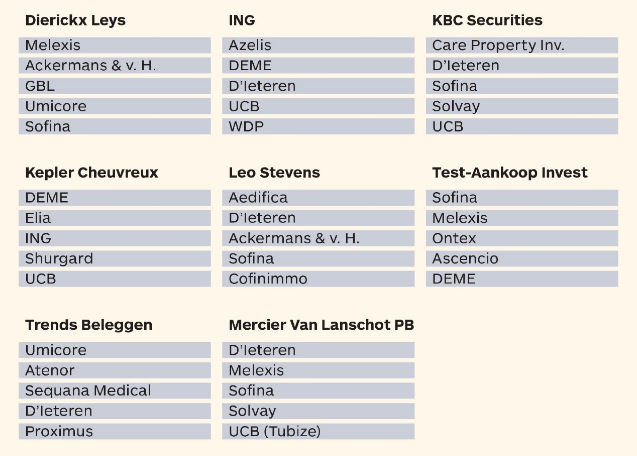 Dierickx Leys
Melexis
Ackermans & v. H.
GBL
Umicore
Sofina
ING
Azelis
DEME
D'Ieteren
UCB
WDP
KBC Securities
Care Property Inv.
D'Ieteren
Sofina
Solvay
UCB
Kepler Cheuvreux
DEME
Elia
ING
Shurgard
UCB
Leo Stevens
Aedifica
D'Ieteren
Ackermans & v. H.
Sofina
Cofinimmo
Test-Aankoop Invest
Sofina
Melexis
Ontex
Ascencio
DEME
Trends Beleggen
Umicore
Atenor
Sequana Medical
D'Ieteren
Proximus
Mercier Van Lanschot PB
D'Ieteren
Melexis
Sofina
Solvay
UCB (Tubize)